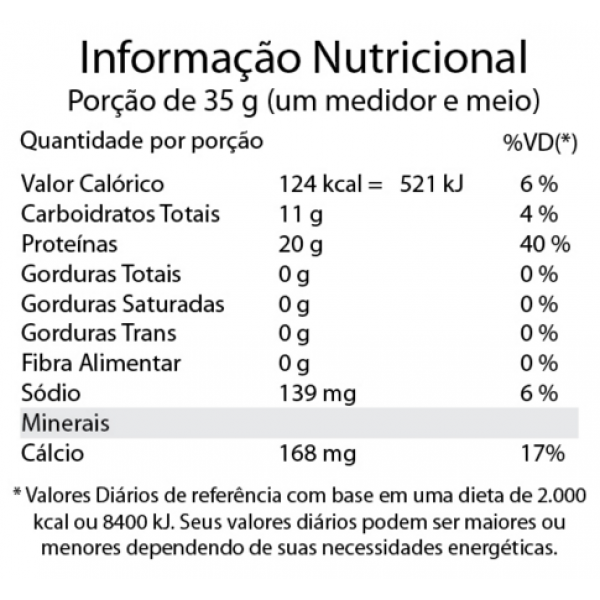 Informação Nutricional
Porção de 35 g (um medidor e meio)
Quantidade por porção %VD(*)
Valor Calórico 124 kcal = 521 kJ 6 %
Carboidratos Totais 11 g 4 %
Proteínas 20 g 40 %
Gorduras Totais 0 g 0 %
Gorduras Saturadas 0 g 0 %
Gorduras Trans 0 g 0 %
Fibra Alimentar 0 g 0 %
Sódio 139 mg 6 %
Minerais
Cálcio 168 mg 17%
* Valores Diários de referência com base em uma dieta de 2.000
kcal ou 8400 kJ. Seus valores diários podem ser maiores ou
menores dependendo de suas necessidades energéticas.